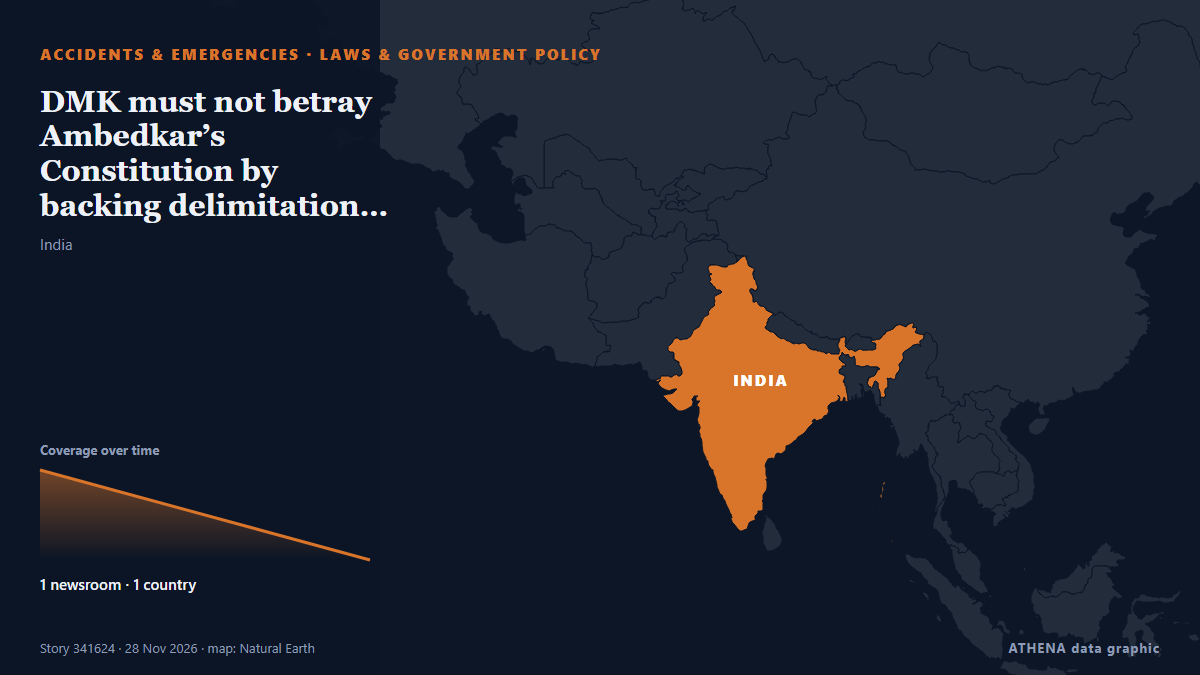 ACCIDENTS & EMERGENCIES · LAWS & GOVERNMENT POLICY
DMK must not betray
Ambedkar’s
Constitution by
backing delimitation…
India
INDIA
Coverage over time
1 newsroom · 1 country
Story 341624 · 28 Nov 2026 · map: Natural Earth
ATHENA data graphic